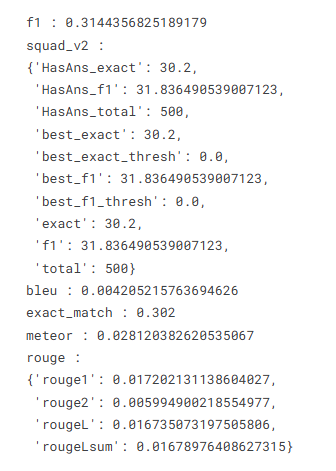 f1 : 0.3144356825189179
squad_v2 :
{'HasAns_exact': 30.2,
 'HasAns_f1': 31.836490539007123,
 'HasAns_total': 500,
 'best_exact': 30.2,
 'best_exact_thresh': 0.0,
 'best_f1': 31.836490539007123,
 'best_f1_thresh': 0.0,
 'exact': 30.2,
 'f1': 31.836490539007123,
 'total': 500}
bleu : 0.004205215763694626
exact_match : 0.302
meteor : 0.028120382620535067
rouge :
{'rouge1': 0.017202131138604027,
 'rouge2': 0.005994900218554977,
 'rougeL': 0.016735073197505806,
 'rougeLsum': 0.01678976408627315}